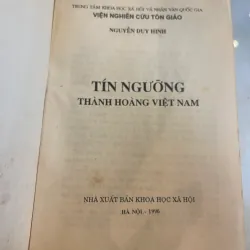 TRUNG TÂM KHOA HỌC XÃ HỘI VÀ NHÂN VĂN QUỐC GIA
VIỆN NGHIÊN CỨU TÔN GIÁO
NGUYỄN DUY HINH
TÍN NGƯỠNG
THÀNH HOÀNG VIỆT NAM
NHÀ XUẤT BẢN KHOA HỌC XÃ HỘI
HÀ NỘI - 1996